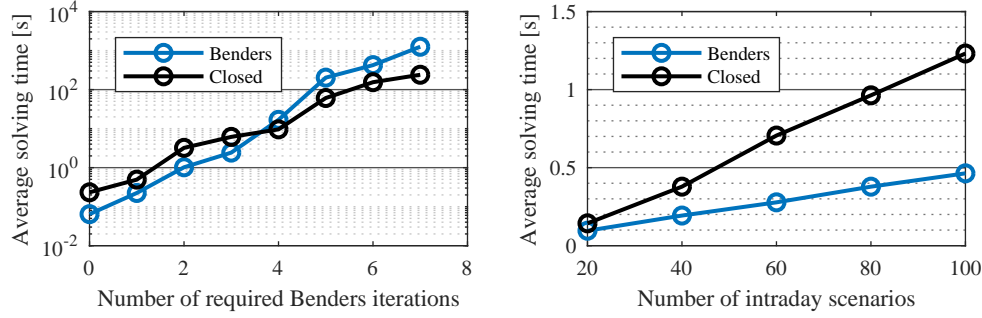 Average solving time [s]
10^4
10^2
10^0
10^-2
Benders
Closed
0
2
4
6
8
Number of required Benders iterations
Average solving time [s]
1.5
1
0.5
0
Benders
Closed
20
40
60
80
100
Number of intraday scenarios